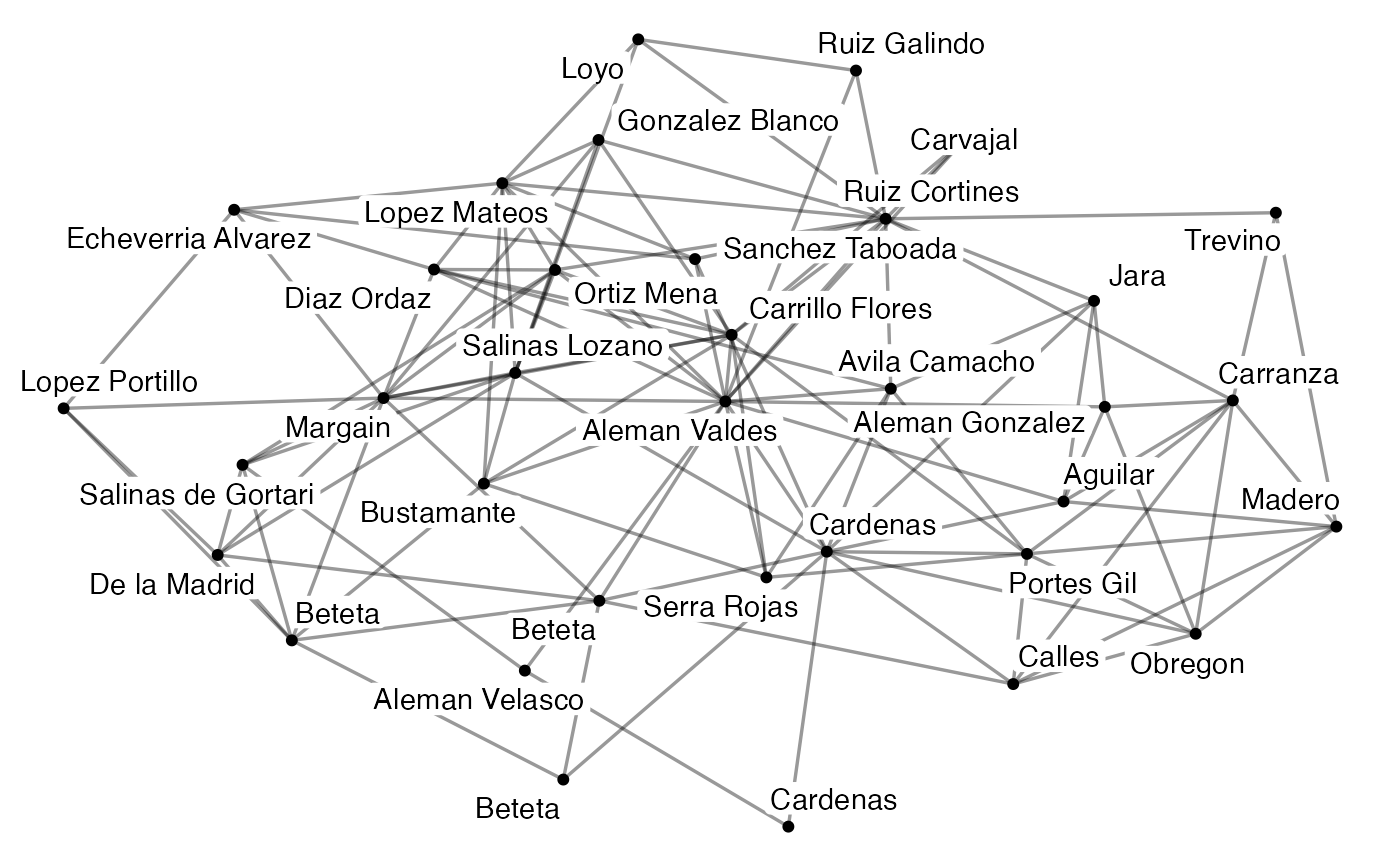 Ruiz Galindo
Loyo
Gonzalez Blanco
Carvajal
Ruiz Cortines
Lopez Mateos
Echeverria Alvarez
Sanchez Taboada
Trevino
Jara
Diaz Ordaz
Ortiz Mena
Carrillo Flores
Salinas Lozano
Avila Camacho
Lopez Portillo
Carranza
Margain
Aleman Valdes
Aleman Gonzalez
Aguilar
Salinas de Gortari
Madero
Bustamante
Cardenas
De la Madrid
Portes Gil
Beteta
Serra Rojas
Beteta
Calles
Obregon
Aleman Velasco
Cardenas
Beteta